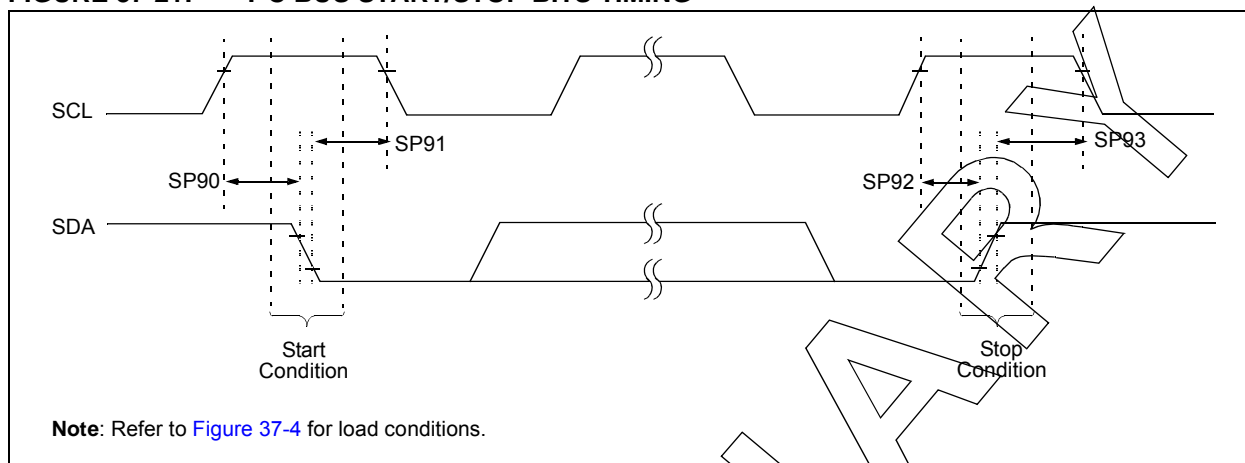 SCL
SP91
SP93
SP90
SP92
SDA
Start
Condition
Stop
Condition
Note: Refer to Figure 37-4 for load conditions.